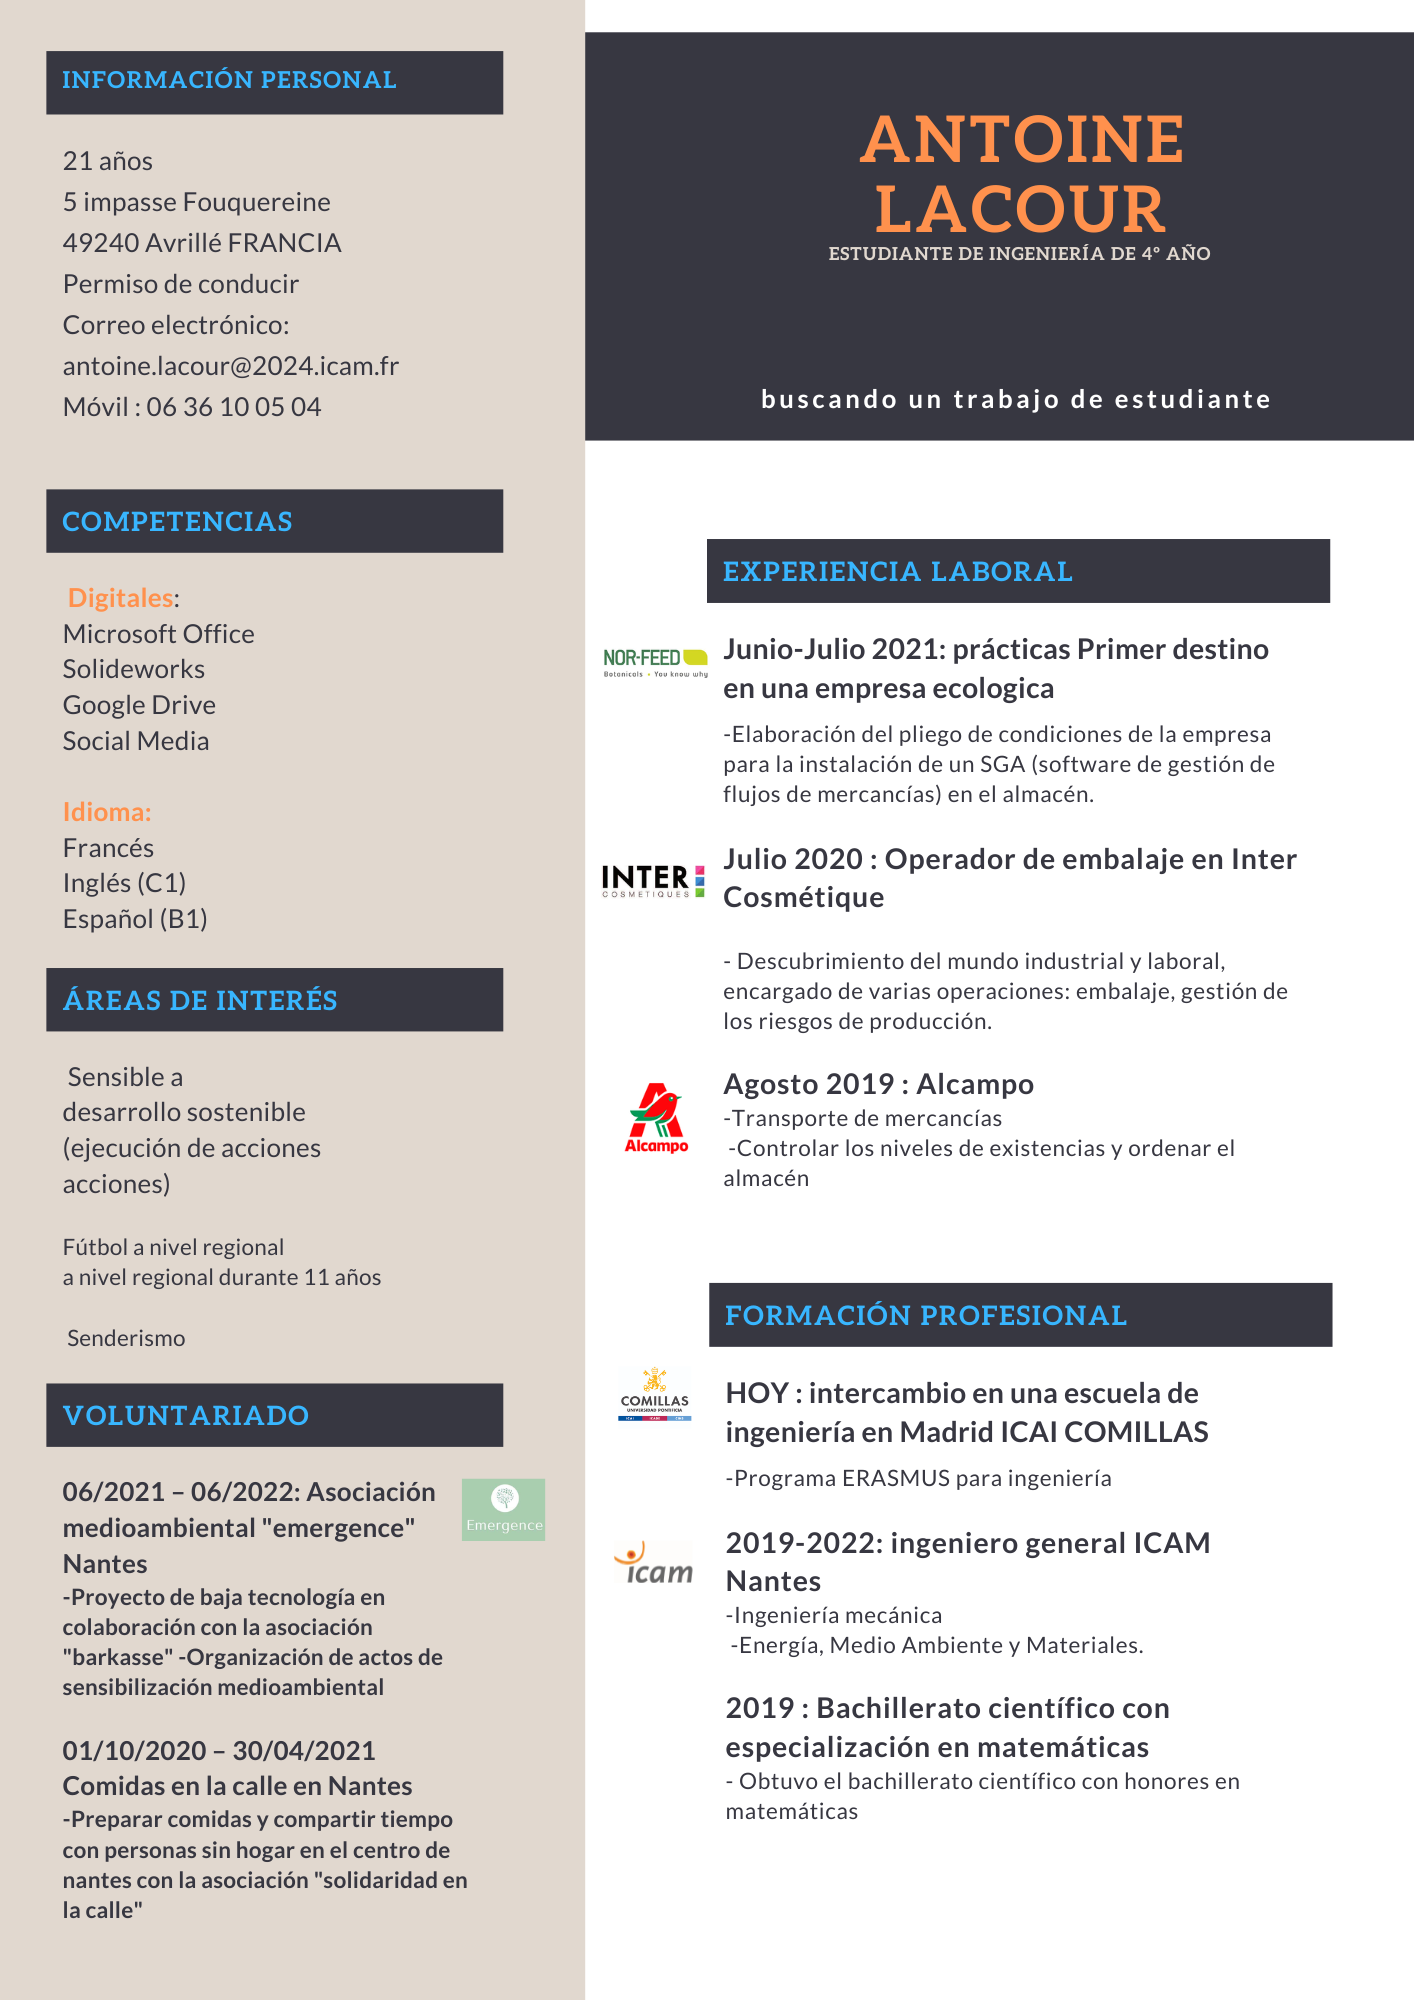 INFORMACIÓN PERSONAL
21 años
5 impasse Fouquereine
49240 Avrillé FRANCIA
Permiso de conducir
Correo electrónico:
antoine.lacour@2024.icam.fr
Móvil : 06 36 10 05 04
COMPETENCIAS
Digitales:
Microsoft Office
Solideworks
Google Drive
Social Media
Idioma:
Francés
Inglés (C1)
Español (B1)
ÁREAS DE INTERÉS
Sensible a
desarrollo sostenible
(ejecución de acciones
acciones)
Fútbol a nivel regional
a nivel regional durante 11 años
Senderismo
VOLUNTARIADO
06/2021 – 06/2022: Asociación
medioambiental "emergence"
Nantes
Emergence
-Proyecto de baja tecnología en
colaboración con la asociación
"barkasse" -Organización de actos de
sensibilización medioambiental
01/10/2020 – 30/04/2021
Comidas en la calle en Nantes
-Preparar comidas y compartir tiempo
con personas sin hogar en el centro de
nantes con la asociación "solidaridad en
la calle"
ANTOINE
LACOUR
ESTUDIANTE DE INGENIERÍA DE 4º AÑO
buscando un trabajo de estudiante
EXPERIENCIA LABORAL
NOR-FEED
Botanicals • You know why
Junio-Julio 2021: prácticas Primer destino
en una empresa ecologica
-Elaboración del pliego de condiciones de la empresa
para la instalación de un SGA (software de gestión de
flujos de mercancías) en el almacén.
INTER
COSMETIQUES
Julio 2020 : Operador de embalaje en Inter
Cosmétique
- Descubrimiento del mundo industrial y laboral,
encargado de varias operaciones: embalaje, gestión de
los riesgos de producción.
Alcampo
Agosto 2019 : Alcampo
-Transporte de mercancías
-Controlar los niveles de existencias y ordenar el
almacén
FORMACIÓN PROFESIONAL
COMILLAS
UNIVERSIDAD PONTIFICIA
ICAI ICADE CIHS
HOY : intercambio en una escuela de
ingeniería en Madrid ICAI COMILLAS
-Programa ERASMUS para ingeniería
icam
2019-2022: ingeniero general ICAM
Nantes
-Ingeniería mecánica
-Energía, Medio Ambiente y Materiales.
2019 : Bachillerato científico con
especialización en matemáticas
- Obtuvo el bachillerato científico con honores en
matemáticas